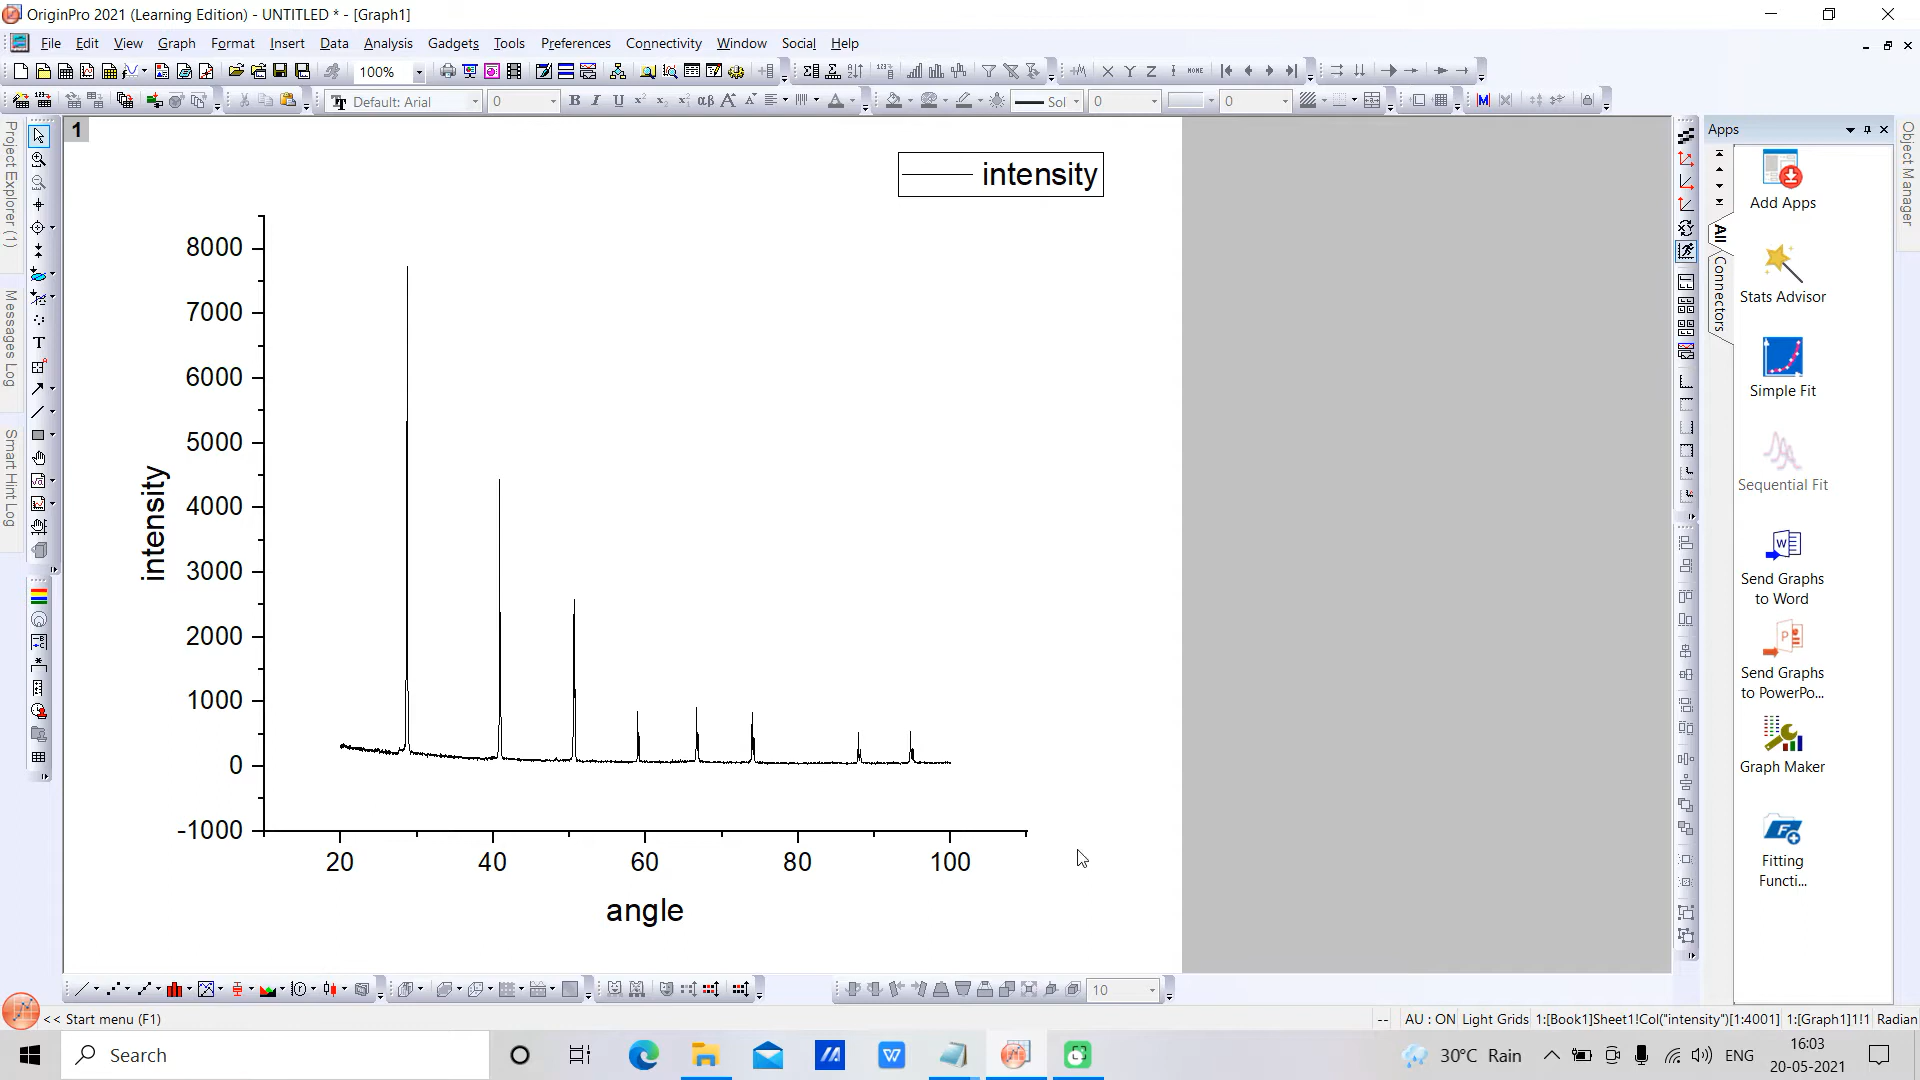 OriginPro 2021 (Learning Edition) - UNTITLED * - [Graph1]
File Edit View Graph Format Insert Data Analysis Gadgets Tools Preferences Connectivity Window Social Help
100%
Default: Arial 0 B I U Sol 0 0
1
Project Explorer (1)
Messages Log
Smart Hint Log
intensity
8000
7000
6000
5000
4000
3000
2000
1000
0
-1000
intensity
20 40 60 80 100
angle
Apps
All
Connectors
Add Apps
Stats Advisor
Simple Fit
Sequential Fit
Send Graphs
to Word
Send Graphs
to PowerPo...
Graph Maker
Fitting
Functi...
Object Manager
10
<< Start menu (F1)
-- AU : ON Light Grids 1:[Book1]Sheet1!Col("intensity")[1:4001] 1:[Graph1]1!1 Radian
Search
30°C Rain
ENG
16:03
20-05-2021